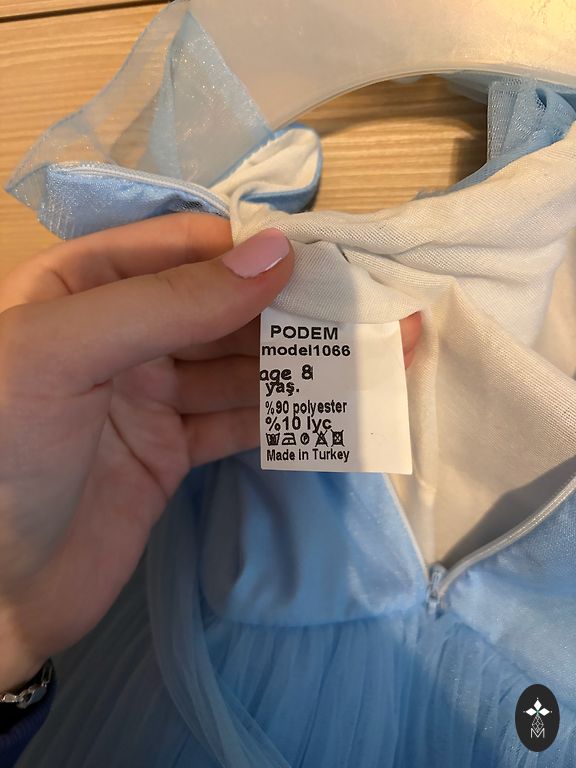 PODEM
model1066
age 8
yaş.
%90 polyester
%10 lyc
Made in Turkey
M